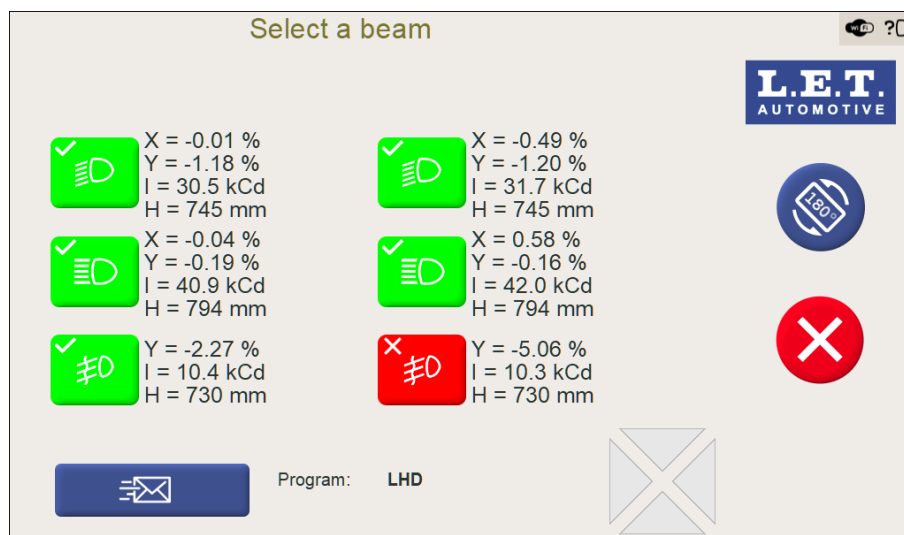 Select a beam
WiFi ?
L.E.T.
AUTOMOTIVE
X = -0.01 %
Y = -1.18 %
I = 30.5 kCd
H = 745 mm
X = -0.49 %
Y = -1.20 %
I = 31.7 kCd
H = 745 mm
180°
X = -0.04 %
Y = -0.19 %
I = 40.9 kCd
H = 794 mm
X = 0.58 %
Y = -0.16 %
I = 42.0 kCd
H = 794 mm
Y = -2.27 %
I = 10.4 kCd
H = 730 mm
Y = -5.06 %
I = 10.3 kCd
H = 730 mm
Program: LHD